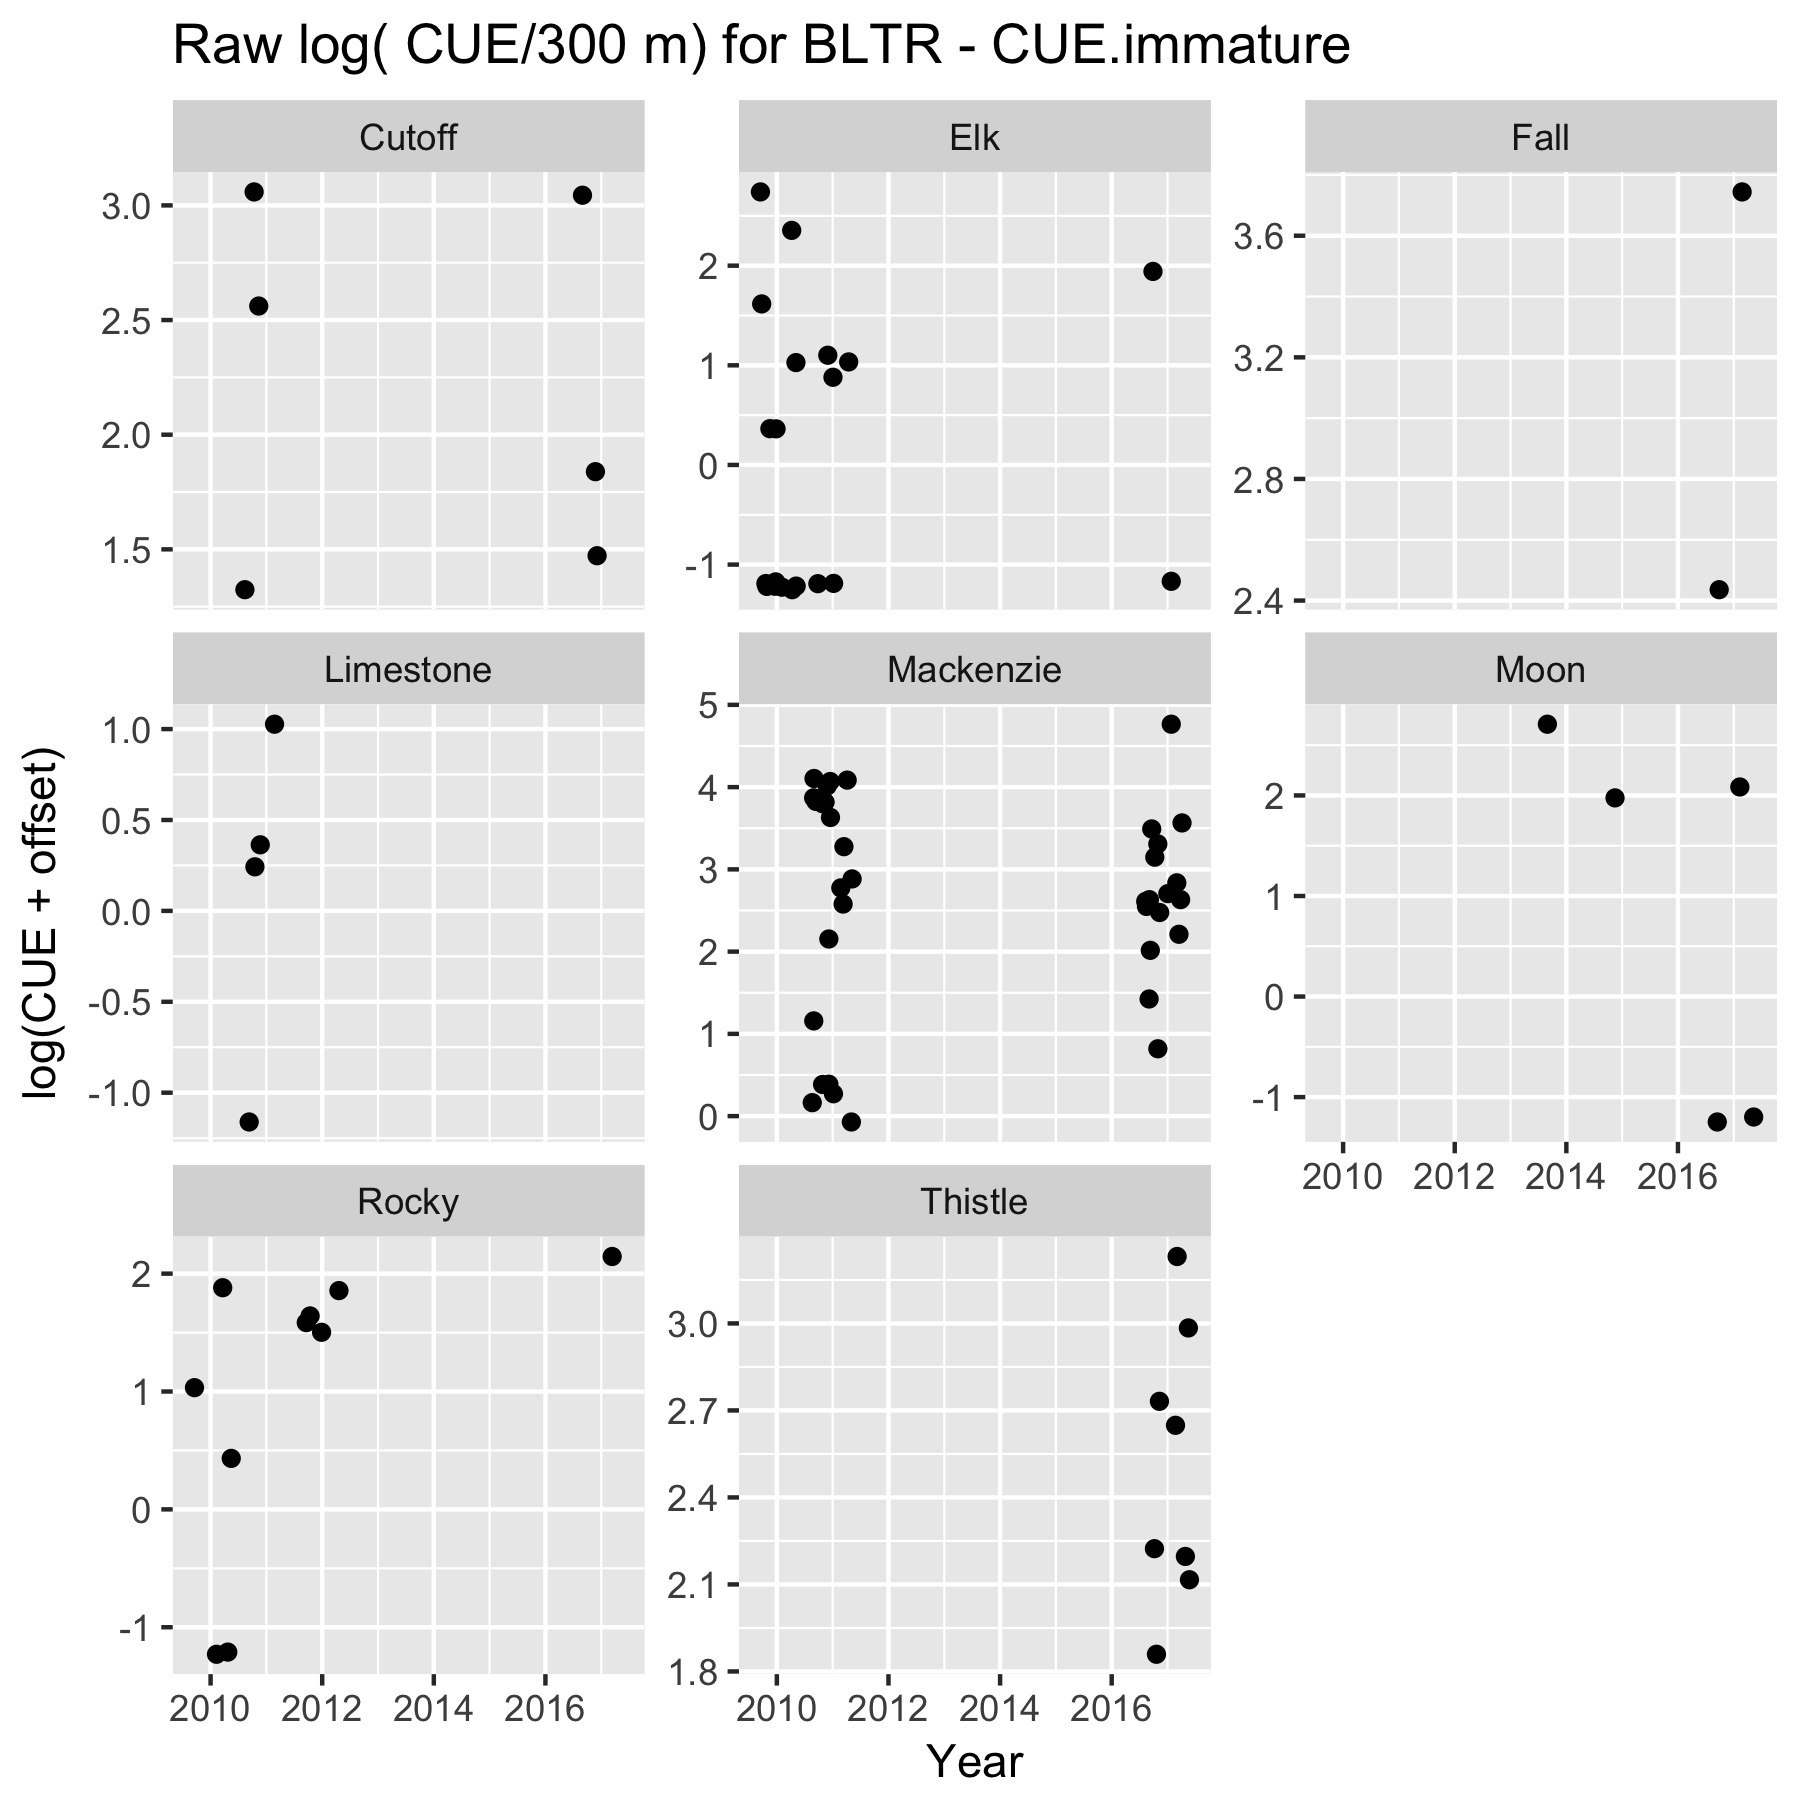 Raw log( CUE/300 m) for BLTR - CUE.immature
Cutoff
Elk
Fall
3.0
2.5
2.0
1.5
2
1
0
-1
3.6
3.2
2.8
2.4
Limestone
Mackenzie
Moon
1.0
0.5
0.0
-0.5
-1.0
5
4
3
2
1
0
2
1
0
-1
2010 2012 2014 2016
log(CUE + offset)
Rocky
Thistle
2
1
0
-1
3.0
2.7
2.4
2.1
1.8
2010 2012 2014 2016
2010 2012 2014 2016
Year